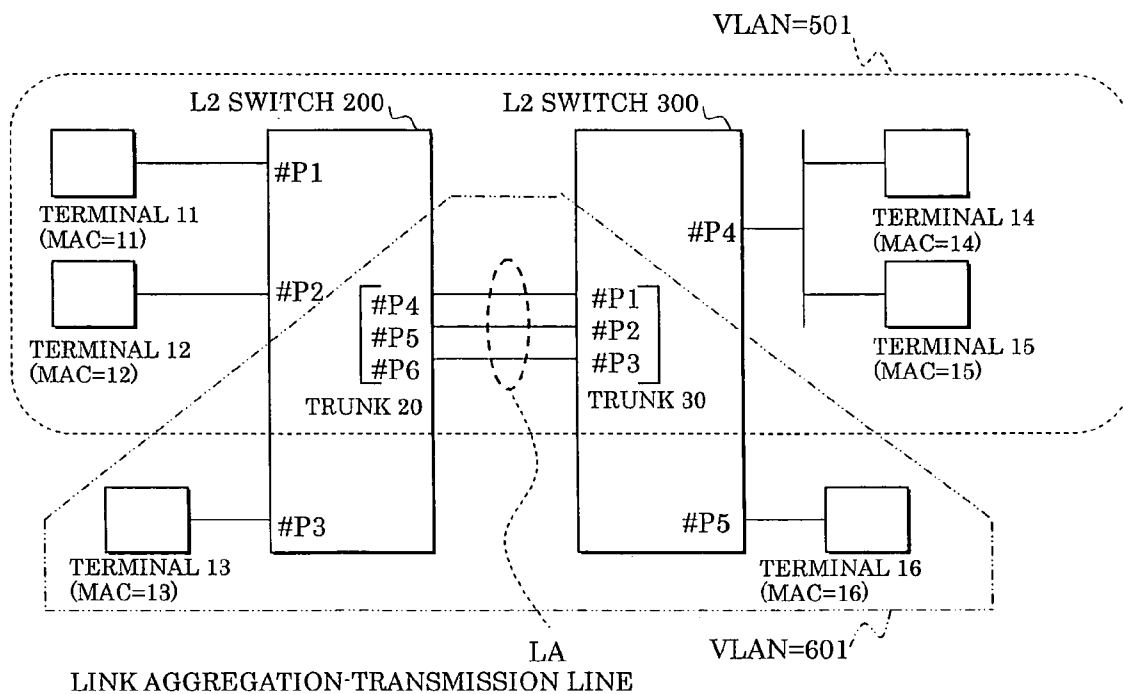 VLAN=501
L2 SWITCH 200
L2 SWITCH 300
#P1
TERMINAL 11
(MAC=11)
TERMINAL 14
(MAC=14)
#P4
#P2
TERMINAL 12
(MAC=12)
#P4
#P5
#P6
TRUNK 20
#P1
#P2
#P3
TRUNK 30
TERMINAL 15
(MAC=15)
#P3
TERMINAL 13
(MAC=13)
#P5
TERMINAL 16
(MAC=16)
VLAN=601
LA
LINK AGGREGATION-TRANSMISSION LINE